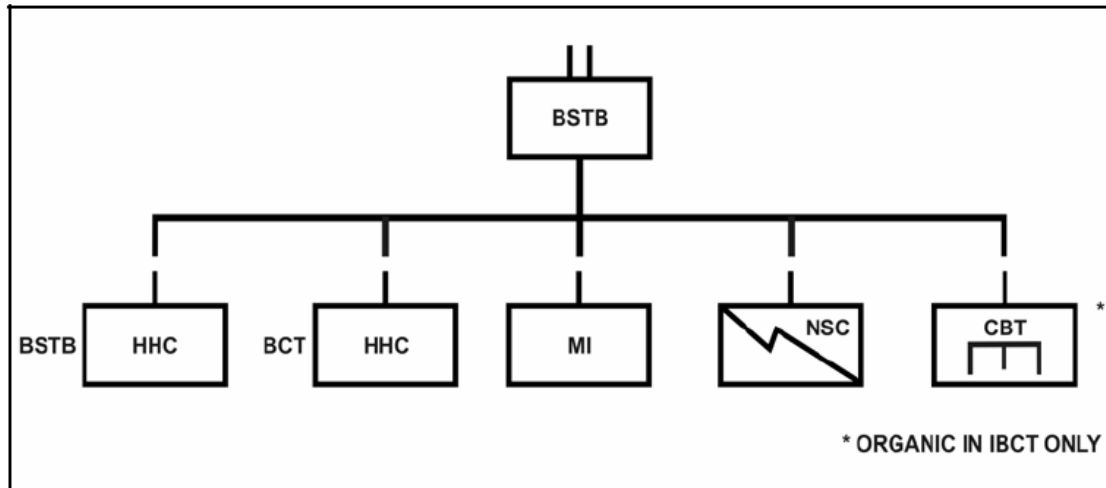 BSTB
BSTB HHC
BCT HHC
MI
NSC
CBT
*
* ORGANIC IN IBCT ONLY